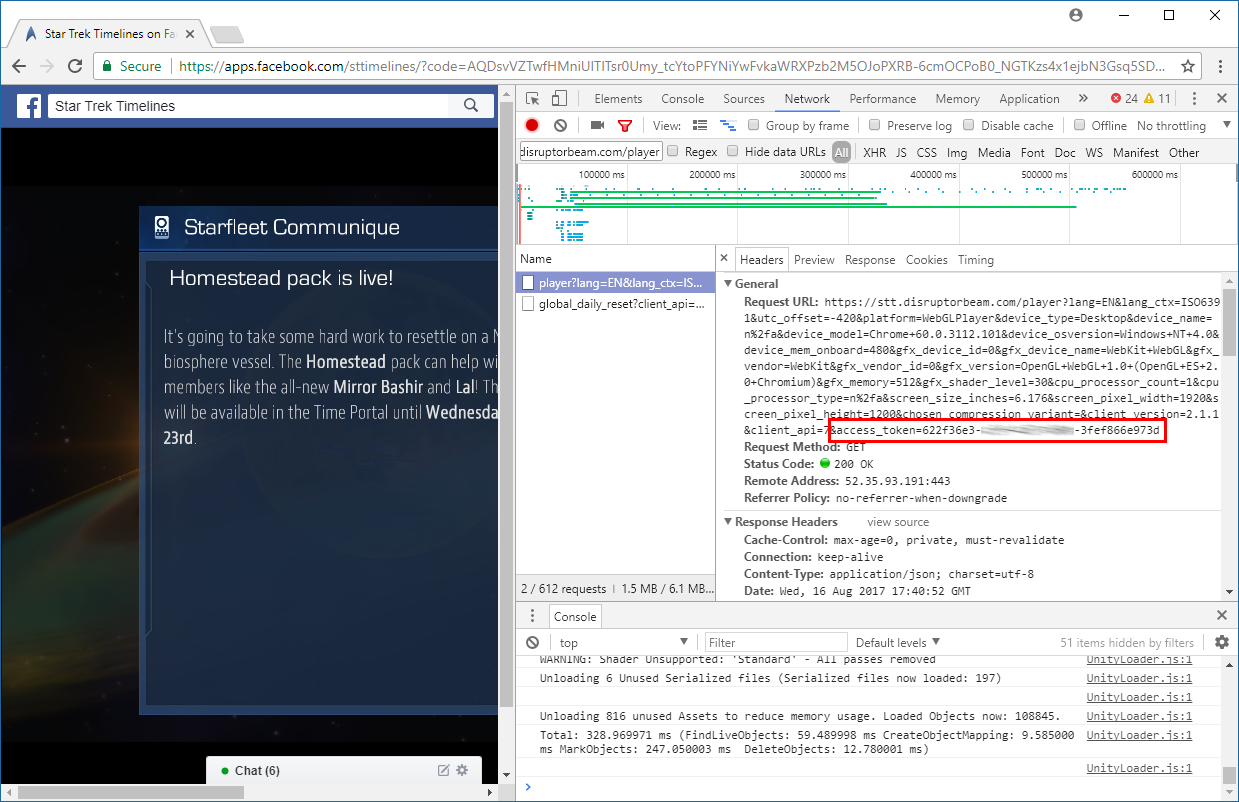 Star Trek Timelines on Fa
Secure
https://apps.facebook.com/sttimelines/?code=AQDsvVZTwfHMniUlTITsr0Umy_tcYtoPFYNiYwFvkaWRXPzb2M5OJoPXRB-6cmOCPoB0_NGTKzs4x1ejbN3Gsq5SD...
Star Trek Timelines
Starfleet Communique
Homestead pack is live!
It's going to take some hard work to resettle on a N
biosphere vessel. The Homestead pack can help wi
members like the all-new Mirror Bashir and Lal! Th
will be available in the Time Portal until Wednesda
23rd.
Chat (6)
Elements Console Sources Network Performance Memory Application » 24 11
View: Group by frame Preserve log Disable cache Offline No throttling
disruptorbeam.com/player Regex Hide data URLs All XHR JS CSS Img Media Font Doc WS Manifest Other
100000 ms 200000 ms 300000 ms 400000 ms 500000 ms 600000 ms
Name
player?lang=EN&lang_ctx=IS...
global_daily_reset?client_api=...
2 / 612 requests | 1.5 MB / 6.1 MB...
Headers Preview Response Cookies Timing
General
Request URL: https://stt.disruptorbeam.com/player?lang=EN&lang_ctx=ISO639
1&utc_offset=-420&platform=WebGLPlayer&device_type=Desktop&device_name=
n%2fa&device_model=Chrome+60.0.3112.101&device_osversion=Windows+NT+4.0&
device_mem_onboard=480&gfx_device_id=0&gfx_device_name=WebKit+WebGL&gfx_
vendor=WebKit&gfx_vendor_id=0&gfx_version=OpenGL+WebGL+1.0+(OpenGL+ES+2.
0+Chromium)&gfx_memory=512&gfx_shader_level=30&cpu_processor_count=1&cpu
_processor_type=n%2fa&screen_size_inches=6.176&screen_pixel_width=1920&s
creen_pixel_height=1200&chosen_compression_variant=&client_version=2.1.1
&client_api=7&access_token=622f36e3- -3fef866e973d
Request Method: GET
Status Code: 200 OK
Remote Address: 52.35.93.191:443
Referrer Policy: no-referrer-when-downgrade
Response Headers view source
Cache-Control: max-age=0, private, must-revalidate
Connection: keep-alive
Content-Type: application/json; charset=utf-8
Date: Wed, 16 Aug 2017 17:40:52 GMT
Console
top Filter Default levels 51 items hidden by filters
WARNING: Shader Unsupported: 'Standard' - All passes removed UnityLoader.js:1
Unloading 6 Unused Serialized files (Serialized files now loaded: 197) UnityLoader.js:1
UnityLoader.js:1
Unloading 816 unused Assets to reduce memory usage. Loaded Objects now: 108845. UnityLoader.js:1
Total: 328.969971 ms (FindLiveObjects: 59.489998 ms CreateObjectMapping: 9.585000 UnityLoader.js:1
ms MarkObjects: 247.050003 ms DeleteObjects: 12.780001 ms)
UnityLoader.js:1